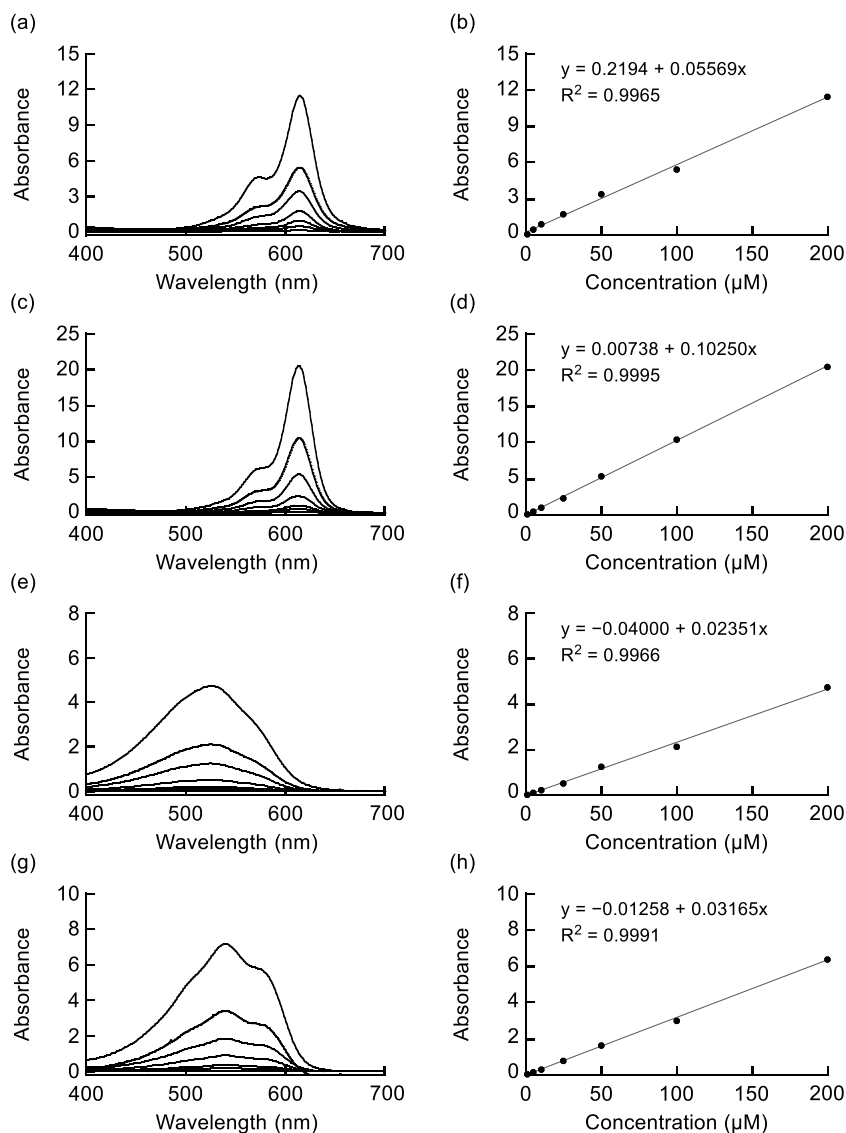 (a)
15
12
9
6
3
0
400 500 600 700
Absorbance
Wavelength (nm)
(b)
15
12
9
6
3
0
0 50 100 150 200
Absorbance
Concentration (µM)
y = 0.2194 + 0.05569x
R² = 0.9965
(c)
25
20
15
10
5
0
400 500 600 700
Absorbance
Wavelength (nm)
(d)
25
20
15
10
5
0
0 50 100 150 200
Absorbance
Concentration (µM)
y = 0.00738 + 0.10250x
R² = 0.9995
(e)
8
6
4
2
0
400 500 600 700
Absorbance
Wavelength (nm)
(f)
8
6
4
2
0
0 50 100 150 200
Absorbance
Concentration (µM)
y = −0.04000 + 0.02351x
R² = 0.9966
(g)
10
8
6
4
2
0
400 500 600 700
Absorbance
Wavelength (nm)
(h)
10
8
6
4
2
0
0 50 100 150 200
Absorbance
Concentration (µM)
y = −0.01258 + 0.03165x
R² = 0.9991